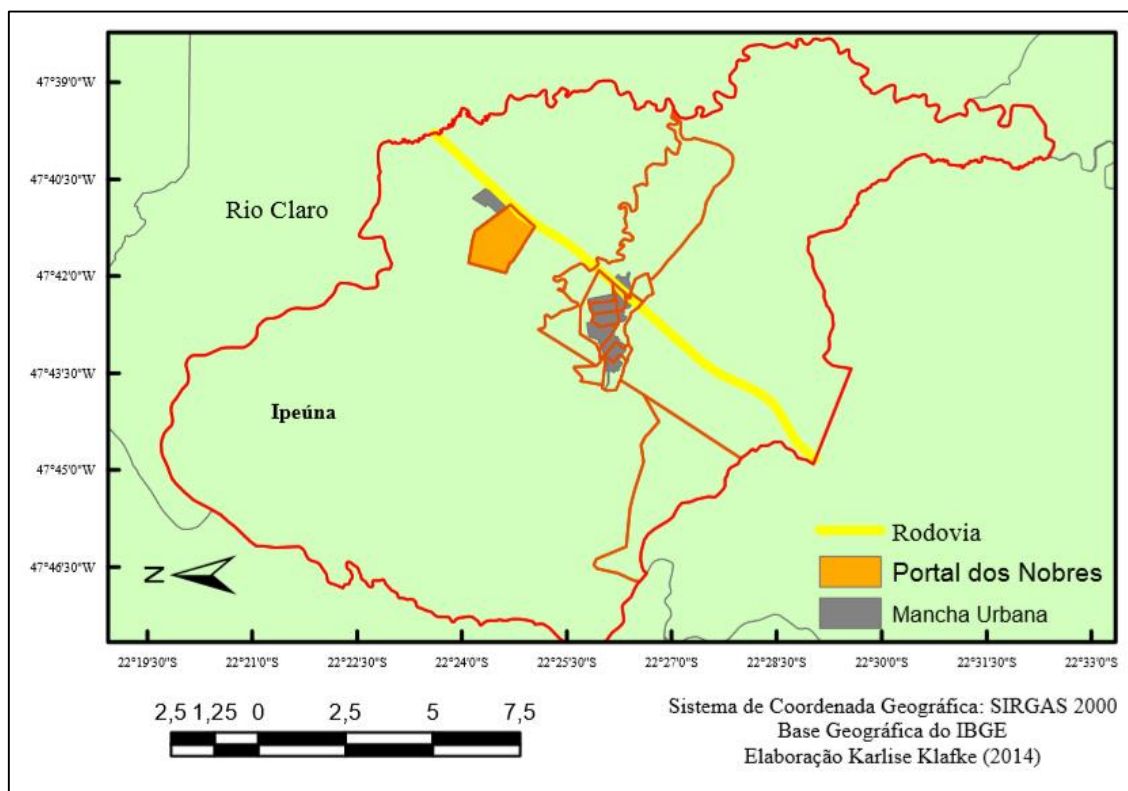 47°39'0"W
47°40'30"W
47°42'0"W
47°43'30"W
47°45'0"W
47°46'30"W
Rio Claro
Ipeúna
N
Rodovia
Portal dos Nobres
Mancha Urbana
22°19'30"S 22°21'0"S 22°22'30"S 22°24'0"S 22°25'30"S 22°27'0"S 22°28'30"S 22°30'0"S 22°31'30"S 22°33'0"S
2,5 1,25 0 2,5 5 7,5
Sistema de Coordenada Geográfica: SIRGAS 2000
Base Geográfica do IBGE
Elaboração Karlise Klafke (2014)